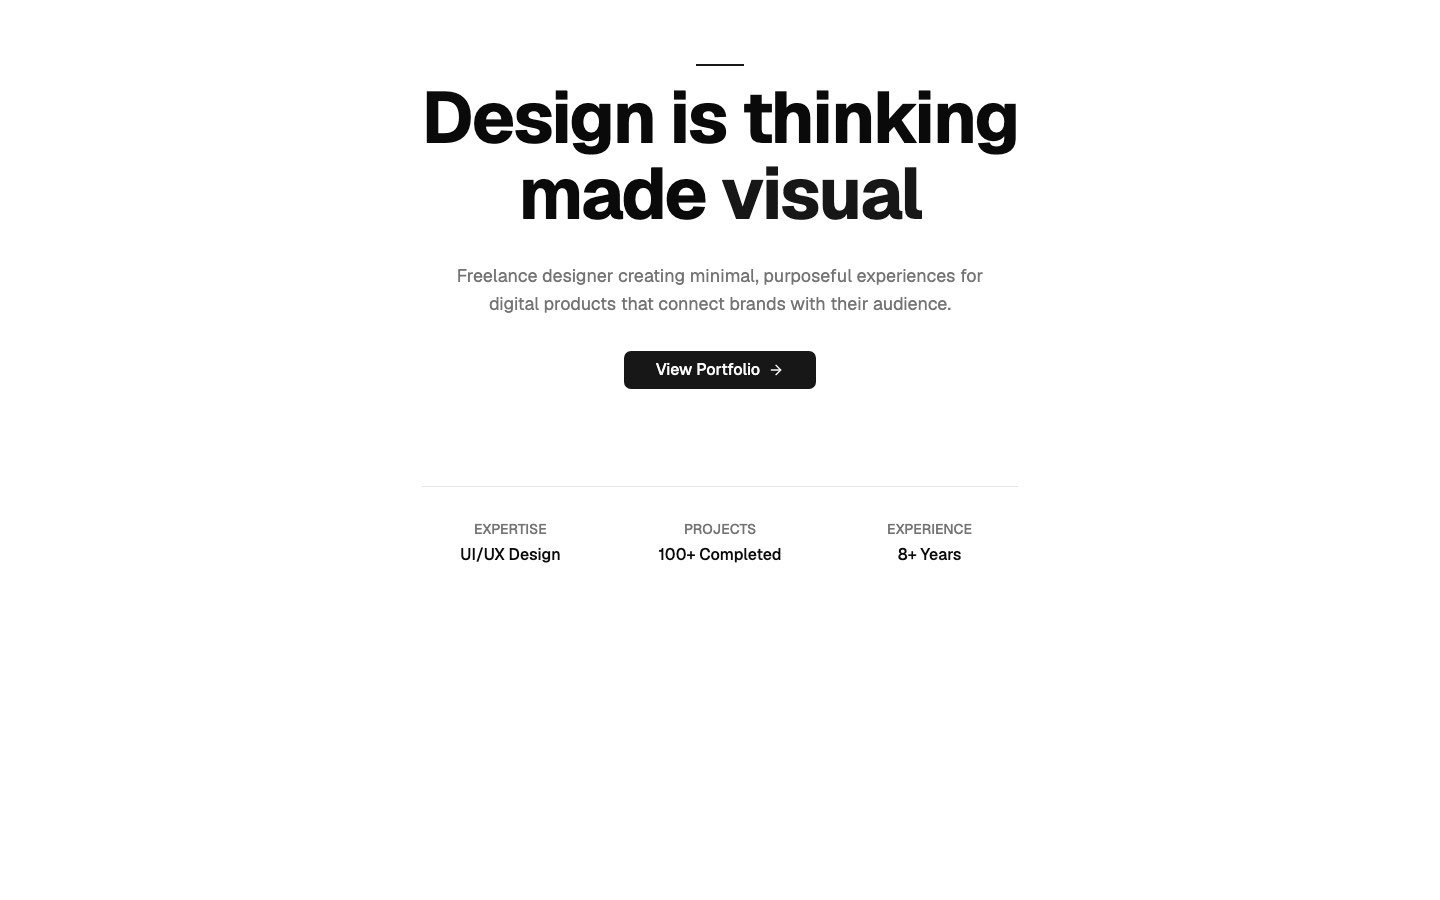 Design is thinking
made visual
Freelance designer creating minimal, purposeful experiences for
digital products that connect brands with their audience.
View Portfolio →
EXPERTISE
UI/UX Design
PROJECTS
100+ Completed
EXPERIENCE
8+ Years